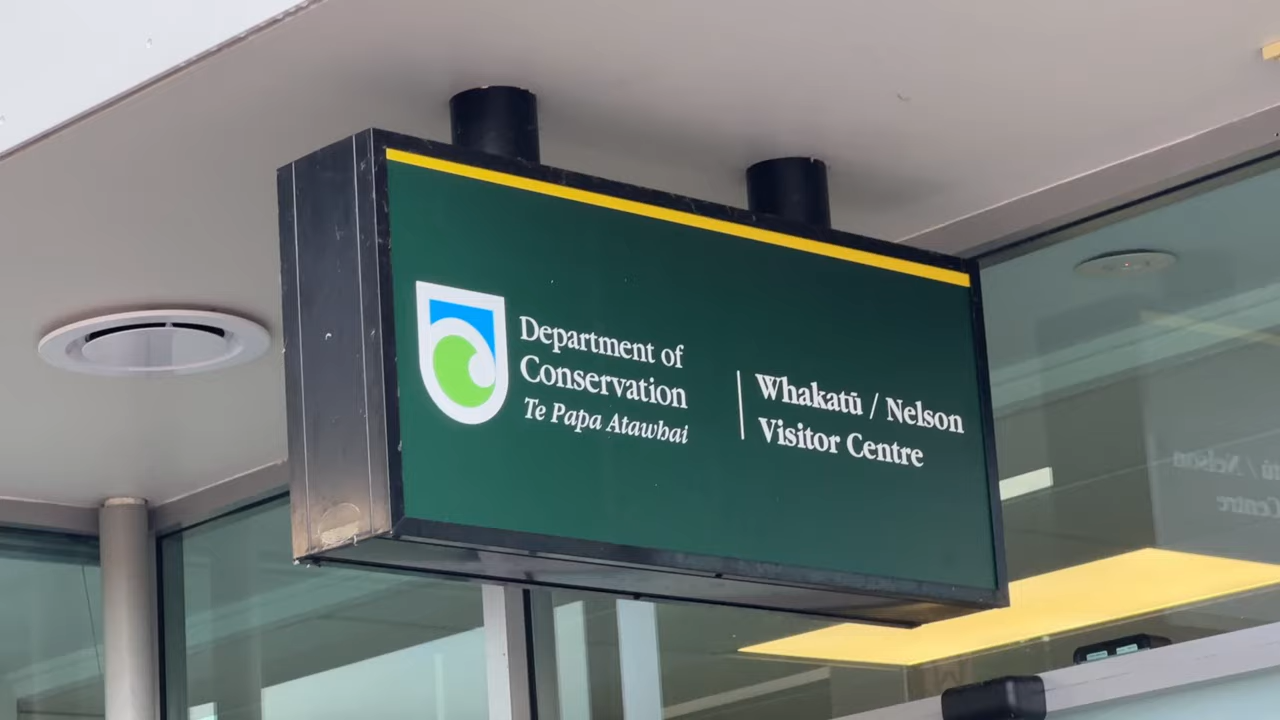 Department of
Conservation
Te Papa Atawhai
Whakatū / Nelson
Visitor Centre